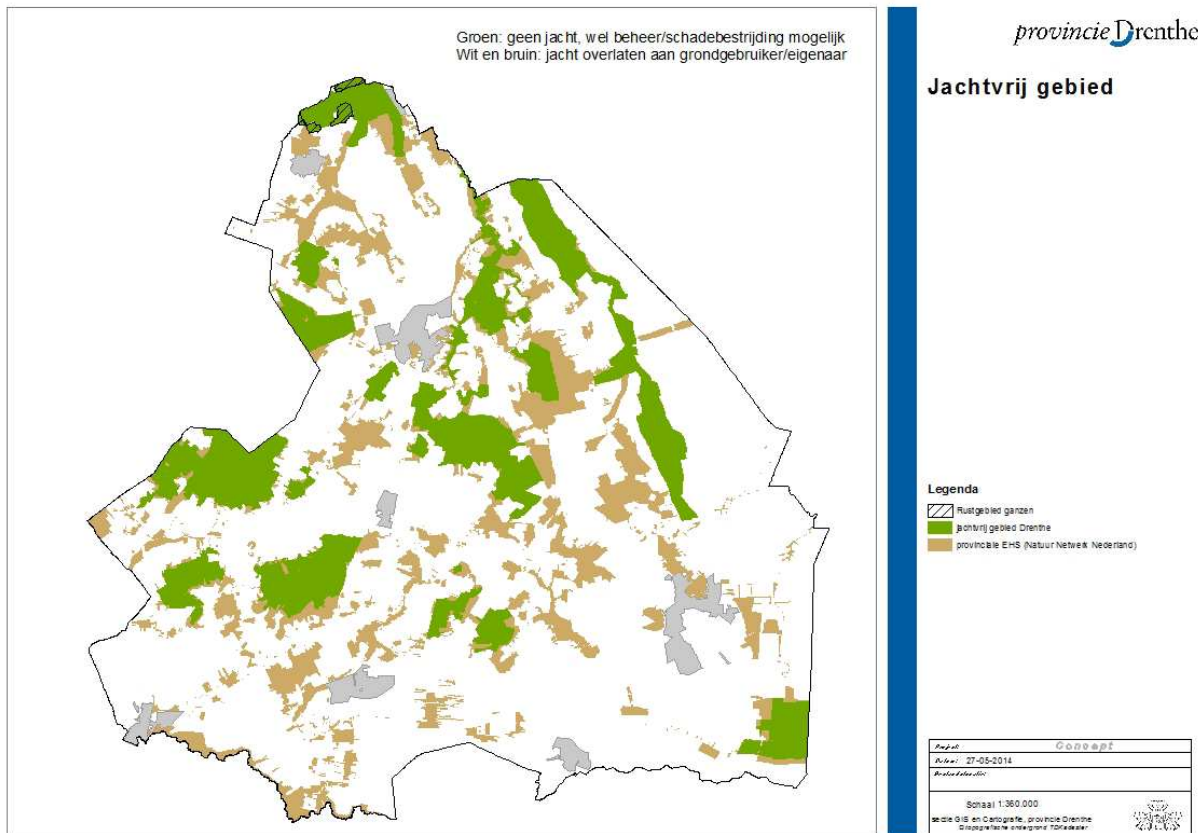 Groen: geen jacht, wel beheer/schadebestrijding mogelijk
Wit en bruin: jacht overlaten aan grondgebruiker/eigenaar
provincie Drenthe
Jachtvrij gebied
Legenda
Rustgebied ganzen
jachtvrij gebied Drenthe
provinciale EHS (Natuur Netwerk Nederland)
Concept
Datum: 27-05-2014
Schaal 1:360.000
sectie GIS en Cartografie, provincie Drenthe